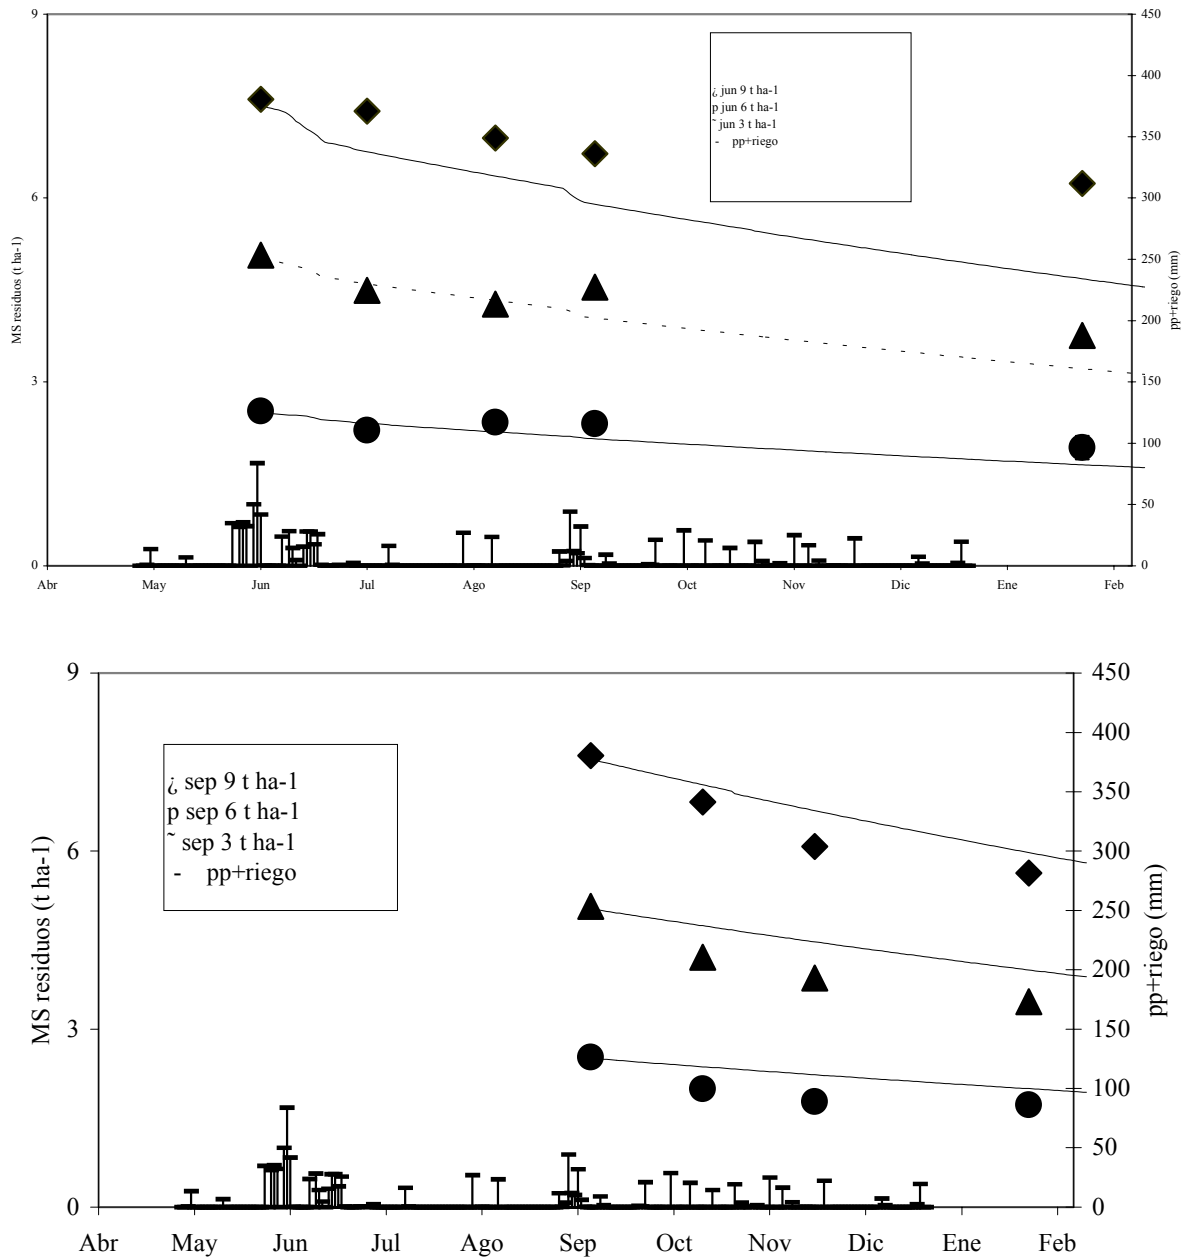 9
6
3
0
MS residuos (t ha-1)
¿ jun 9 t ha-1
p jun 6 t ha-1
˜ jun 3 t ha-1
- pp+riego
450
400
350
300
250
200
150
100
50
0
pp+riego (mm)
Abr May Jun Jul Ago Sep Oct Nov Dic Ene Feb
9
6
3
0
MS residuos (t ha-1)
¿ sep 9 t ha-1
p sep 6 t ha-1
˜ sep 3 t ha-1
- pp+riego
450
400
350
300
250
200
150
100
50
0
pp+riego (mm)
Abr May Jun Jul Ago Sep Oct Nov Dic Ene Feb